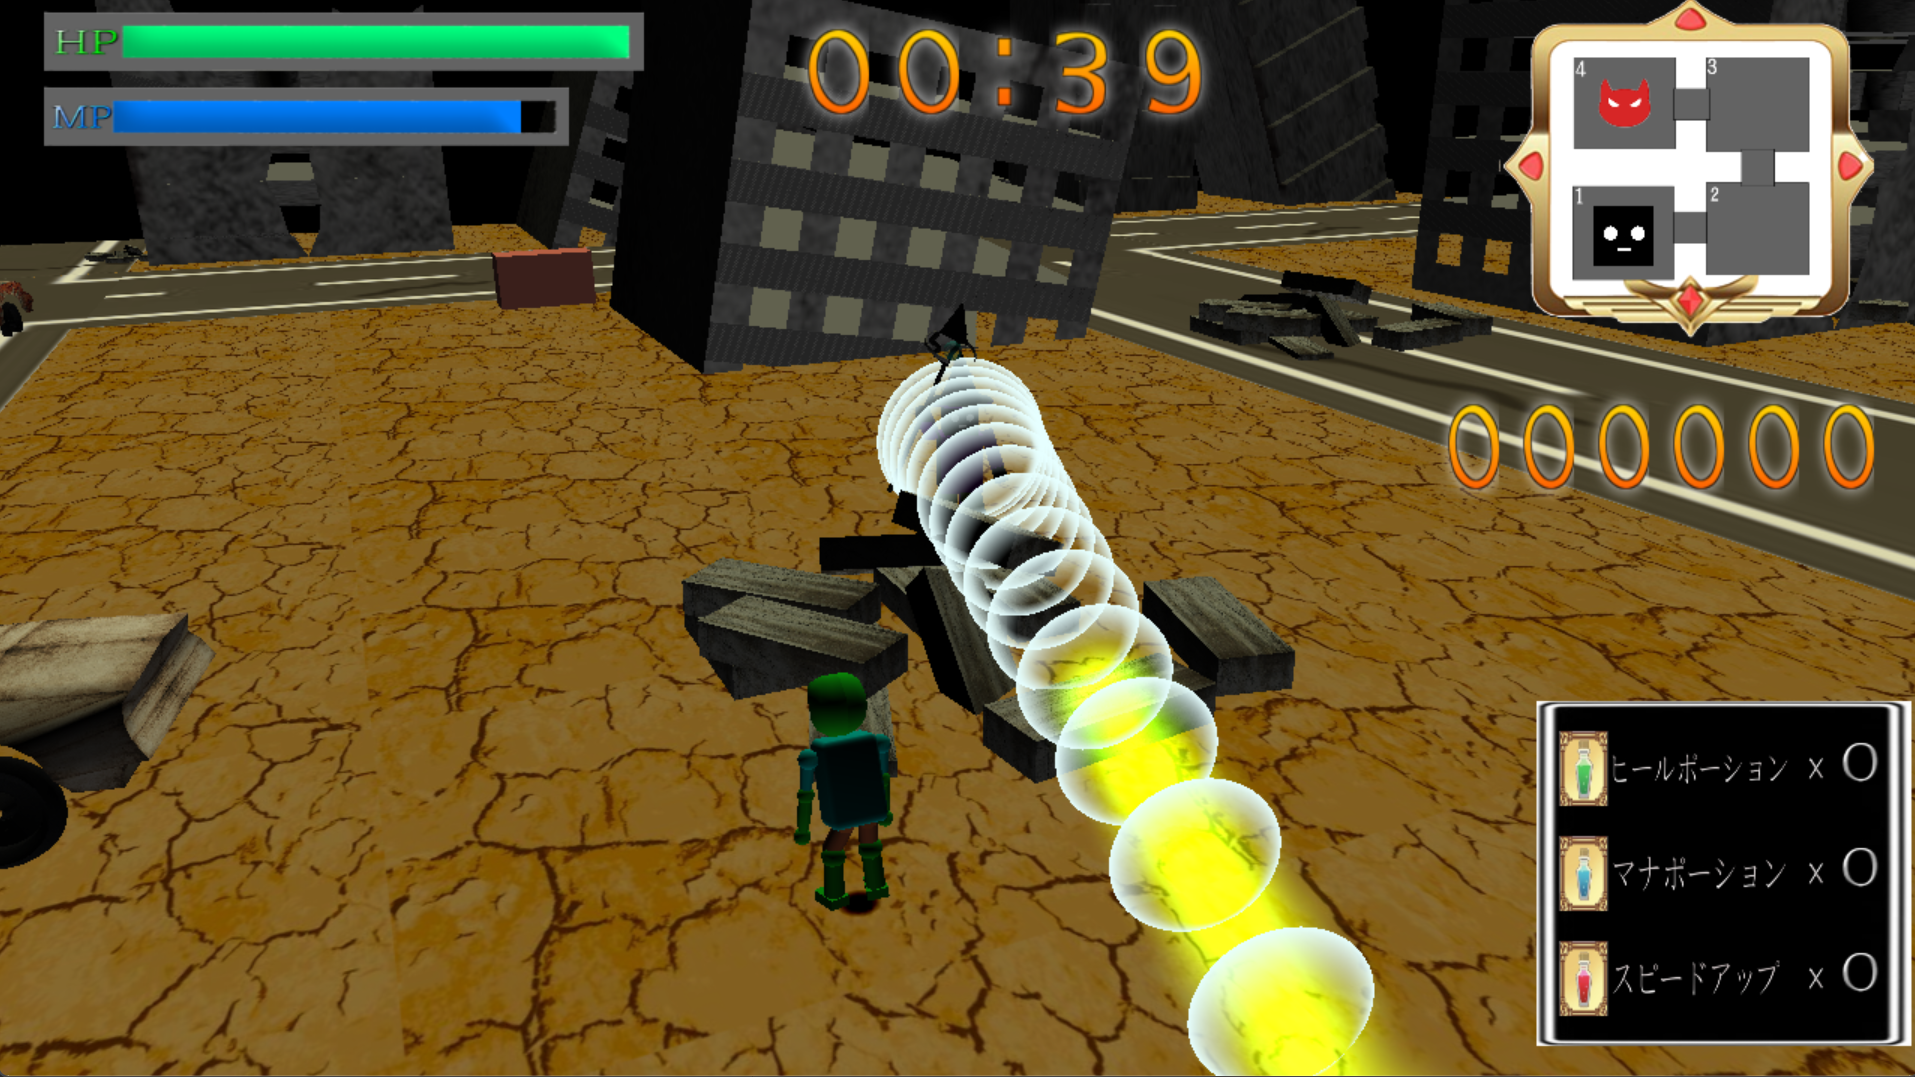 HP
00:39
MP
4
3
1
2
000000
ヒールポーション × 0
マナポーション × 0
スピードアップ × 0